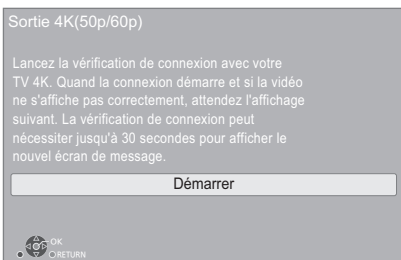 Sortie 4K(50p/60p)
Lancez la vérification de connexion avec votre
TV 4K. Quand la connexion démarre et si la vidéo
ne s'affiche pas correctement, attendez l'affichage
suivant. La vérification de connexion peut
nécessiter jusqu'à 30 secondes pour afficher le
nouvel écran de message.
Démarrer
OK
RETURN